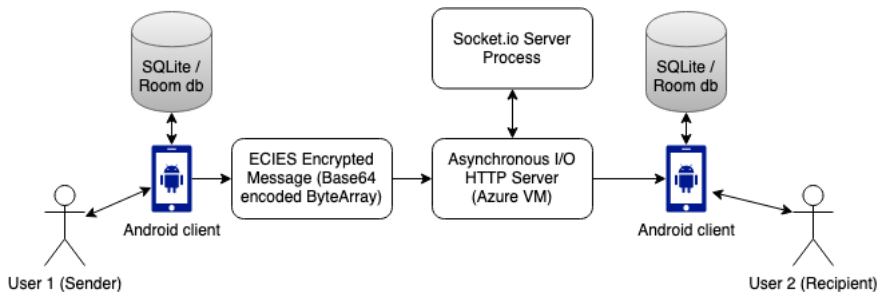 SQLite /
Room db
Socket.io Server
Process
SQLite /
Room db
ECIES Encrypted
Message (Base64
encoded ByteArray)
Asynchronous I/O
HTTP Server
(Azure VM)
Android client
Android client
User 1 (Sender)
User 2 (Recipient)